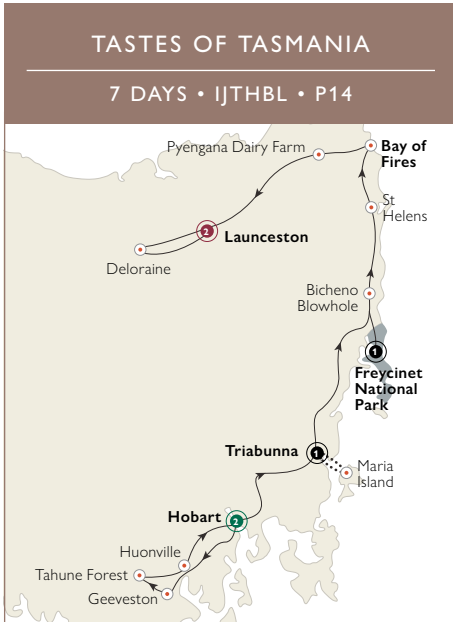 TASTES OF TASMANIA
7 DAYS • IJTHBL • P14
Pyengana Dairy Farm
Bay of
Fires
St
Helens
2
Launceston
Deloraine
Bicheno
Blowhole
1
Freycinet
National
Park
Triabunna
1
Maria
Island
Hobart
2
Huonville
Tahune Forest
Geeveston